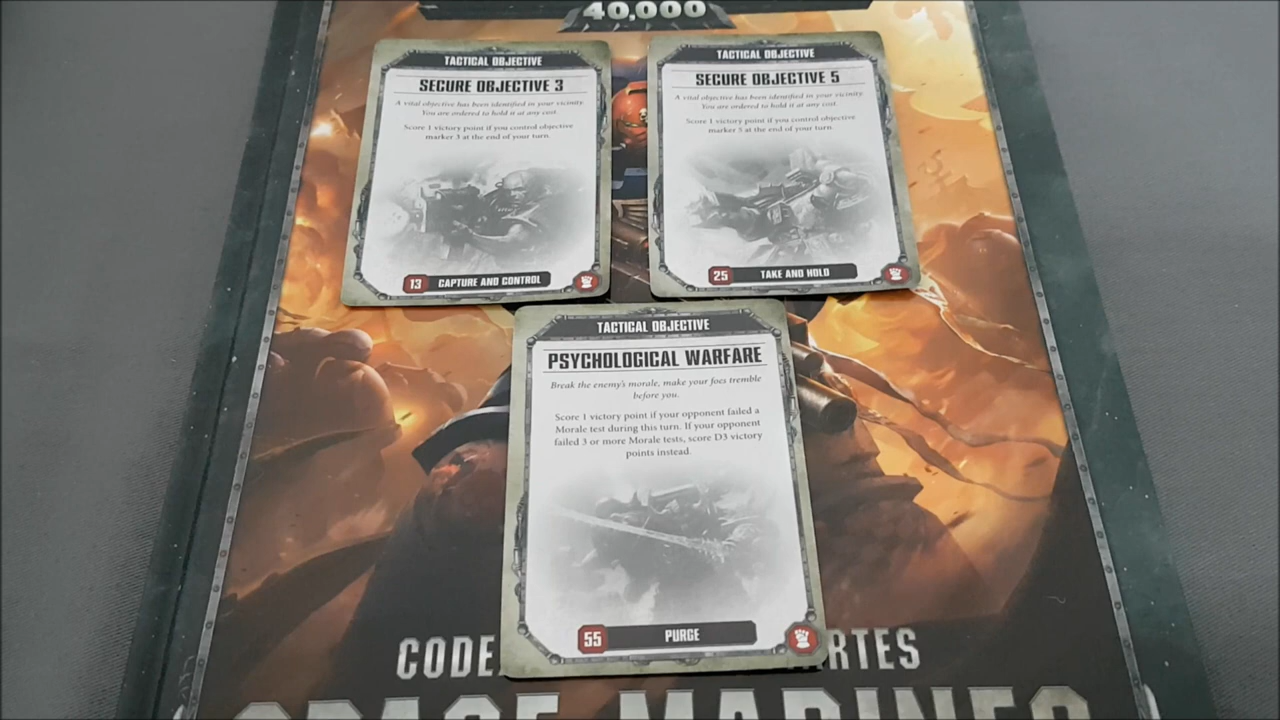 40,000
TACTICAL OBJECTIVE
SECURE OBJECTIVE 3
A vital objective has been identified in your vicinity.
You are ordered to hold it at any cost.
Score 1 victory point if you control objective
marker 3 at the end of your turn.
13 CAPTURE AND CONTROL
TACTICAL OBJECTIVE
SECURE OBJECTIVE 5
A vital objective has been identified in your vicinity.
You are ordered to hold it at any cost.
Score 1 victory point if you control objective
marker 5 at the end of your turn.
25 TAKE AND HOLD
TACTICAL OBJECTIVE
PSYCHOLOGICAL WARFARE
Break the enemy's morale, make your foes tremble
before you.
Score 1 victory point if your opponent failed a
Morale test during this turn. If your opponent
failed 3 or more Morale tests, score D3 victory
points instead.
55 PURGE
CODE RTES
SPACE MARINES